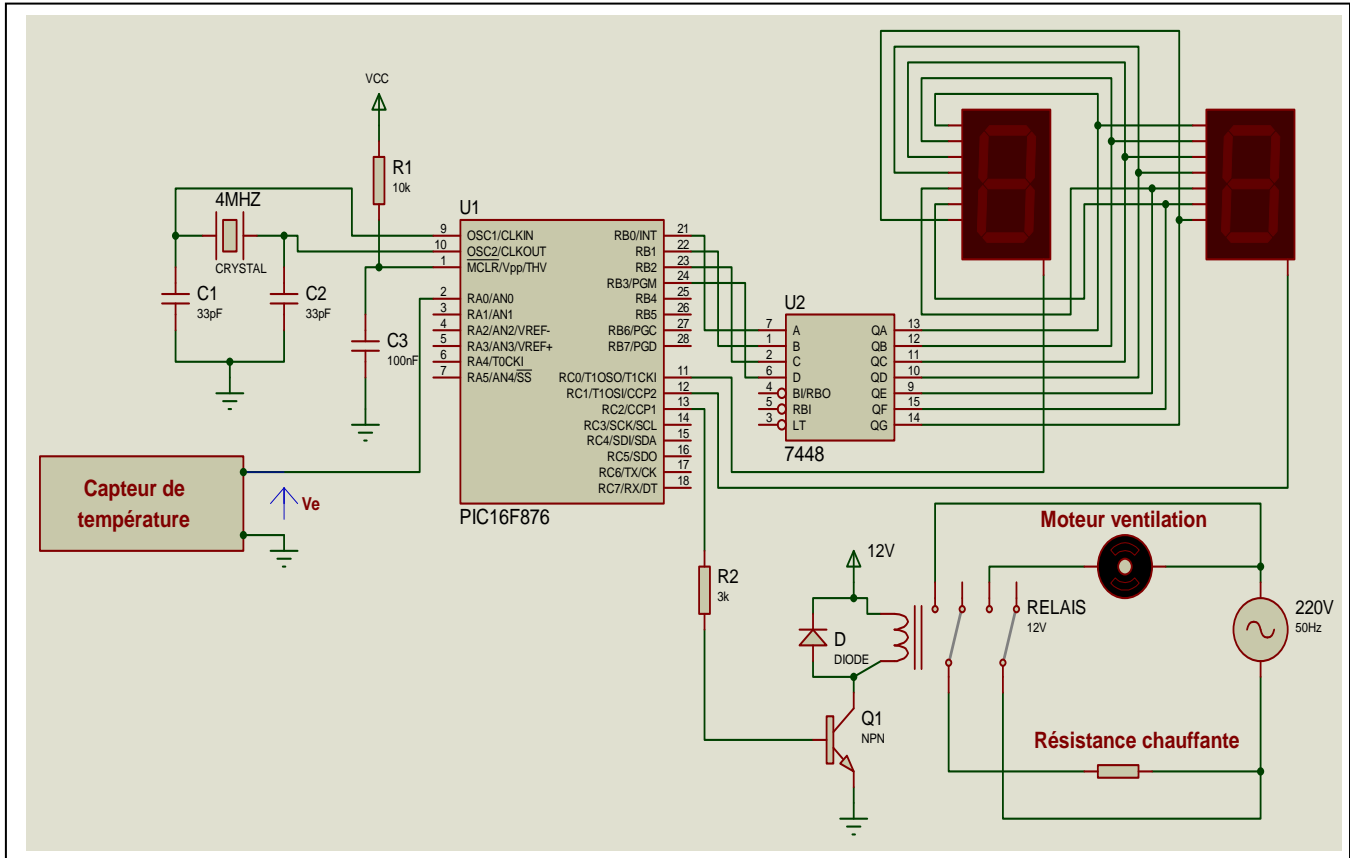 VCC
R1
10k
4MHZ
CRYSTAL
C1
33pF
C2
33pF
C3
100nF
U1
9 OSC1/CLKIN
10 OSC2/CLKOUT
1 MCLR/Vpp/THV
2 RA0/AN0
3 RA1/AN1
4 RA2/AN2/VREF-
5 RA3/AN3/VREF+
6 RA4/T0CKI
7 RA5/AN4/SS
RB0/INT 21
RB1 22
RB2 23
RB3/PGM 24
RB4 25
RB5 26
RB6/PGC 27
RB7/PGD 28
RC0/T1OSO/T1CKI 11
RC1/T1OSI/CCP2 12
RC2/CCP1 13
RC3/SCK/SCL 14
RC4/SDI/SDA 15
RC5/SDO 16
RC6/TX/CK 17
RC7/RX/DT 18
PIC16F876
U2
7 A QA 13
1 B QB 12
2 C QC 11
6 D QD 10
4 BI/RBO QE 9
5 RBI QF 15
3 LT QG 14
7448
Capteur de
température
Ve
R2
3k
12V
D
DIODE
Q1
NPN
RELAIS
12V
Moteur ventilation
220V
50Hz
Résistance chauffante